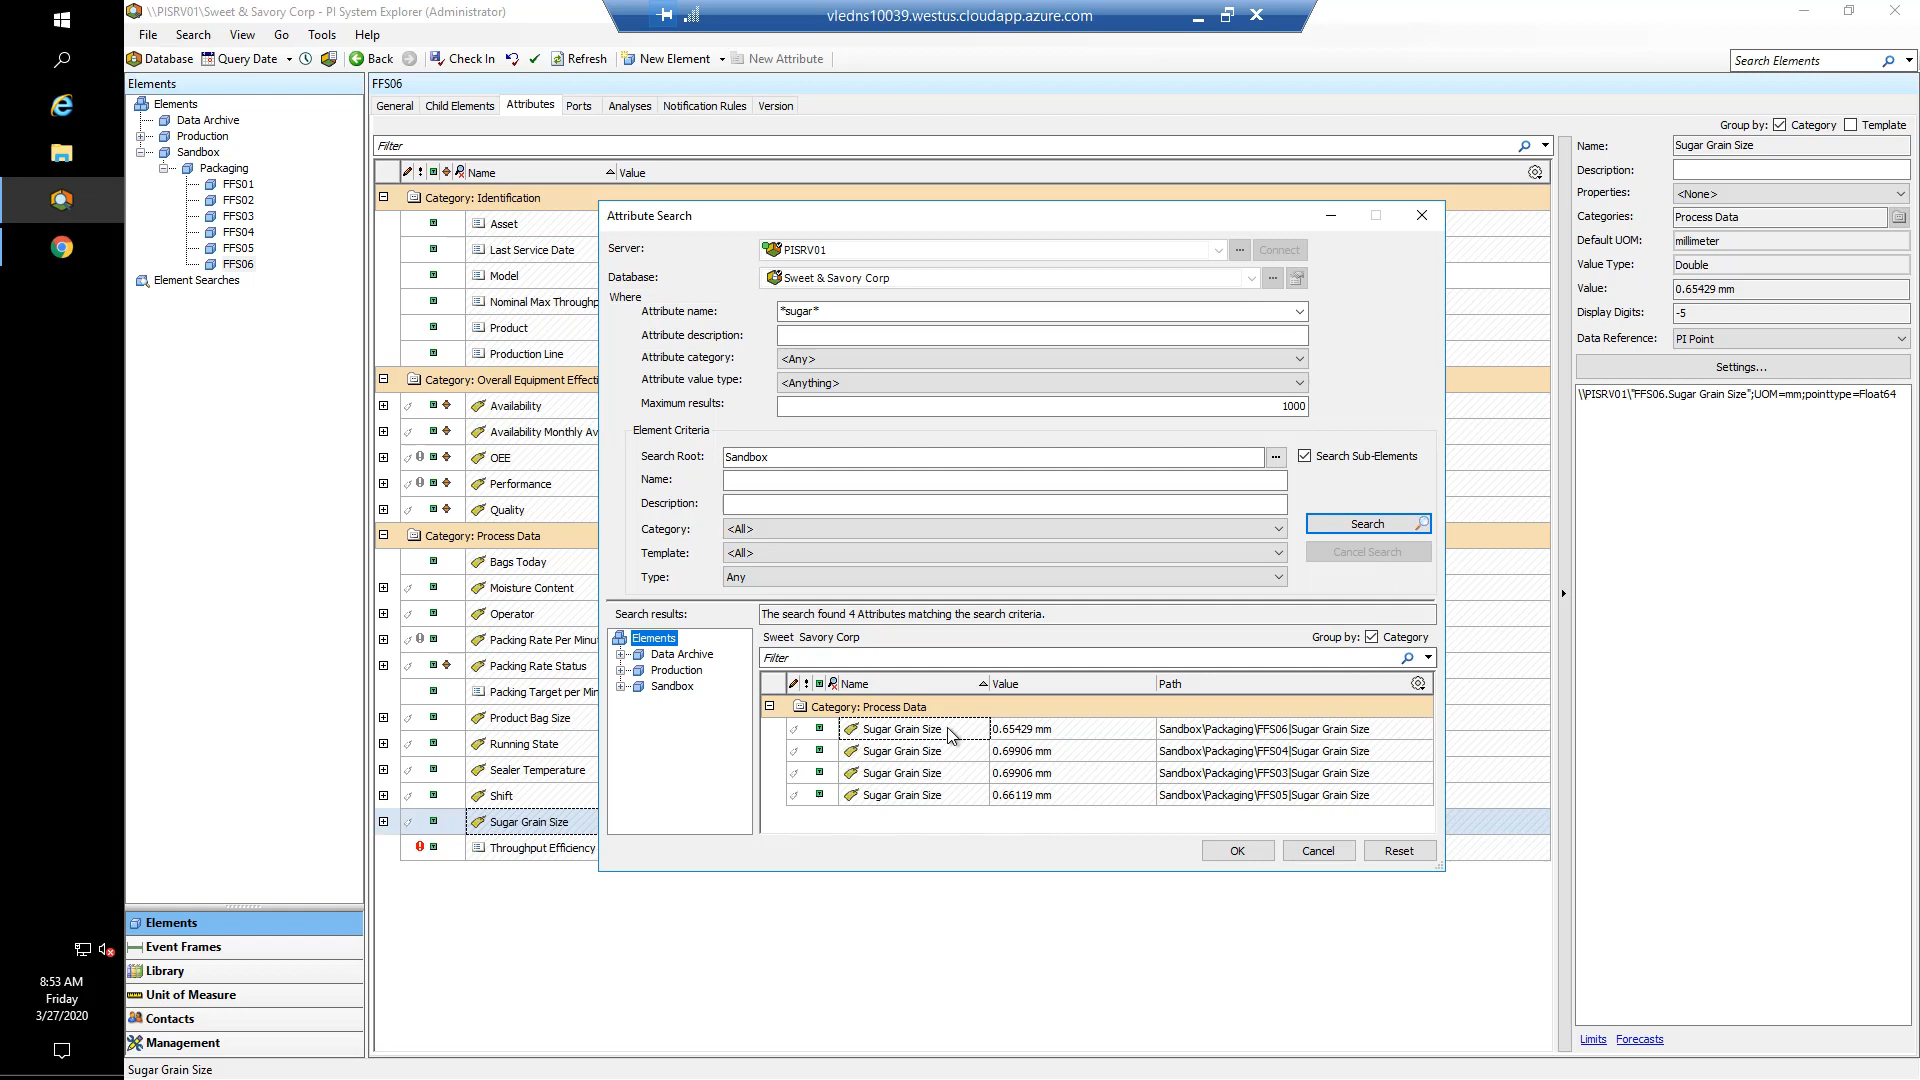 \\PISRV01\Sweet & Savory Corp - PI System Explorer (Administrator)
vledns10039.westus.cloudapp.azure.com
File Search View Go Tools Help
Database Query Date Back Check In Refresh New Element New Attribute
Search Elements
Elements
Elements
Data Archive
Production
Sandbox
Packaging
FFS01
FFS02
FFS03
FFS04
FFS05
FFS06
Element Searches
FFS06
General Child Elements Attributes Ports Analyses Notification Rules Version
Group by: Category Template
Filter
Name Value
Category: Identification
Asset
Last Service Date
Model
Nominal Max Throughp
Product
Production Line
Category: Overall Equipment Effecti
Availability
Availability Monthly Av
OEE
Performance
Quality
Category: Process Data
Bags Today
Moisture Content
Operator
Packing Rate Per Minu
Packing Rate Status
Packing Target per Min
Product Bag Size
Running State
Sealer Temperature
Shift
Sugar Grain Size
Throughput Efficiency
Attribute Search
Server: PISRV01 ... Connect
Database: Sweet & Savory Corp ...
Where
Attribute name: *sugar*
Attribute description:
Attribute category: <Any>
Attribute value type: <Anything>
Maximum results: 1000
Element Criteria
Search Root: Sandbox ... Search Sub-Elements
Name:
Description:
Category: <All>
Template: <All>
Type: Any
Search
Cancel Search
Search results: The search found 4 Attributes matching the search criteria.
Elements
Data Archive
Production
Sandbox
Sweet Savory Corp Group by: Category
Filter
Name Value Path
Category: Process Data
Sugar Grain Size 0.65429 mm Sandbox\Packaging\FFS06|Sugar Grain Size
Sugar Grain Size 0.69906 mm Sandbox\Packaging\FFS04|Sugar Grain Size
Sugar Grain Size 0.69906 mm Sandbox\Packaging\FFS03|Sugar Grain Size
Sugar Grain Size 0.66119 mm Sandbox\Packaging\FFS05|Sugar Grain Size
OK Cancel Reset
Name: Sugar Grain Size
Description:
Properties: <None>
Categories: Process Data
Default UOM: millimeter
Value Type: Double
Value: 0.65429 mm
Display Digits: -5
Data Reference: PI Point
Settings...
\\PISRV01\"FFS06.Sugar Grain Size";UOM=mm;pointtype=Float64
Limits Forecasts
Elements
Event Frames
Library
Unit of Measure
Contacts
Management
Sugar Grain Size
8:53 AM
Friday
3/27/2020